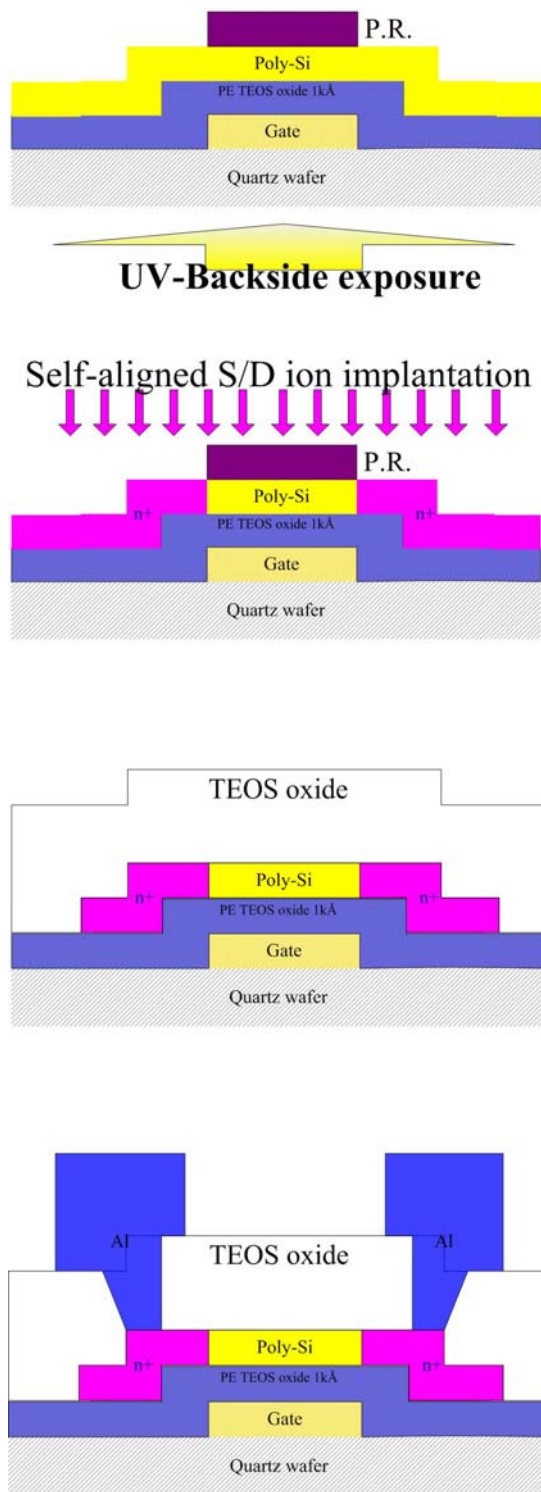 P.R.
Poly-Si
PE TEOS oxide 1kÅ
Gate
Quartz wafer
UV-Backside exposure
Self-aligned S/D ion implantation
P.R.
n+ Poly-Si n+
PE TEOS oxide 1kÅ
Gate
Quartz wafer
TEOS oxide
n+ Poly-Si n+
PE TEOS oxide 1kÅ
Gate
Quartz wafer
Al Al
TEOS oxide
n+ Poly-Si n+
PE TEOS oxide 1kÅ
Gate
Quartz wafer